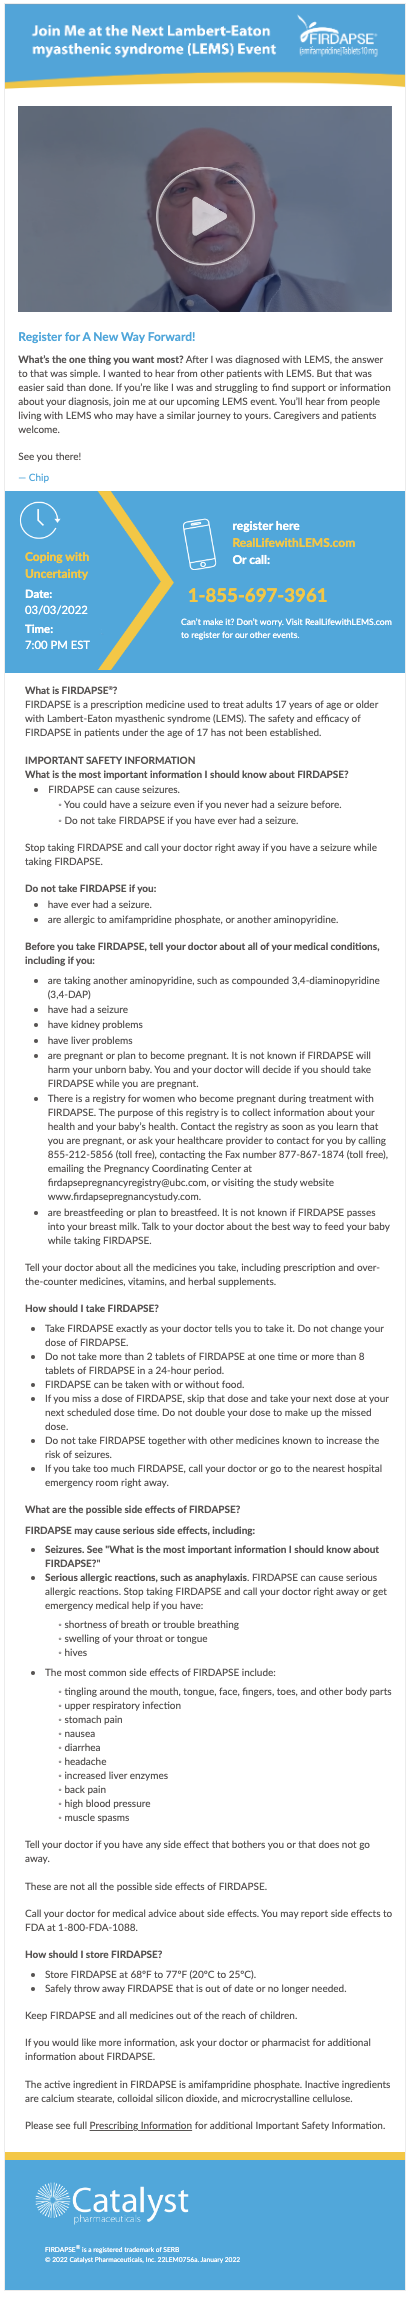 Join Me at the Next Lambert-Eaton
myasthenic syndrome (LEMS) Event
FIRDAPSE®
(amifampridine) Tablets 10 mg
Register for A New Way Forward!
What's the one thing you want most? After I was diagnosed with LEMS, the answer
to that was simple. I wanted to hear from other patients with LEMS. But that was
easier said than done. If you're like I was and struggling to find support or information
about your diagnosis, join me at our upcoming LEMS event. You'll hear from people
living with LEMS who may have a similar journey to yours. Caregivers and patients
welcome.
See you there!
— Chip
Coping with
Uncertainty
Date:
03/03/2022
Time:
7:00 PM EST
register here
RealLifewithLEMS.com
Or call:
1-855-697-3961
Can't make it? Don't worry. Visit RealLifewithLEMS.com
to register for our other events.
What is FIRDAPSE®?
FIRDAPSE is a prescription medicine used to treat adults 17 years of age or older
with Lambert-Eaton myasthenic syndrome (LEMS). The safety and efficacy of
FIRDAPSE in patients under the age of 17 has not been established.
IMPORTANT SAFETY INFORMATION
What is the most important information I should know about FIRDAPSE?
• FIRDAPSE can cause seizures.
- You could have a seizure even if you never had a seizure before.
- Do not take FIRDAPSE if you have ever had a seizure.
Stop taking FIRDAPSE and call your doctor right away if you have a seizure while
taking FIRDAPSE.
Do not take FIRDAPSE if you:
• have ever had a seizure.
• are allergic to amifampridine phosphate, or another aminopyridine.
Before you take FIRDAPSE, tell your doctor about all of your medical conditions,
including if you:
• are taking another aminopyridine, such as compounded 3,4-diaminopyridine
(3,4-DAP)
• have had a seizure
• have kidney problems
• have liver problems
• are pregnant or plan to become pregnant. It is not known if FIRDAPSE will
harm your unborn baby. You and your doctor will decide if you should take
FIRDAPSE while you are pregnant.
• There is a registry for women who become pregnant during treatment with
FIRDAPSE. The purpose of this registry is to collect information about your
health and your baby's health. Contact the registry as soon as you learn that
you are pregnant, or ask your healthcare provider to contact for you by calling
855-212-5856 (toll free), contacting the Fax number 877-867-1874 (toll free),
emailing the Pregnancy Coordinating Center at
firdapsepregnancyregistry@ubc.com, or visiting the study website
www.firdapsepregnancystudy.com.
• are breastfeeding or plan to breastfeed. It is not known if FIRDAPSE passes
into your breast milk. Talk to your doctor about the best way to feed your baby
while taking FIRDAPSE.
Tell your doctor about all the medicines you take, including prescription and over-
the-counter medicines, vitamins, and herbal supplements.
How should I take FIRDAPSE?
• Take FIRDAPSE exactly as your doctor tells you to take it. Do not change your
dose of FIRDAPSE.
• Do not take more than 2 tablets of FIRDAPSE at one time or more than 8
tablets of FIRDAPSE in a 24-hour period.
• FIRDAPSE can be taken with or without food.
• If you miss a dose of FIRDAPSE, skip that dose and take your next dose at your
next scheduled dose time. Do not double your dose to make up the missed
dose.
• Do not take FIRDAPSE together with other medicines known to increase the
risk of seizures.
• If you take too much FIRDAPSE, call your doctor or go to the nearest hospital
emergency room right away.
What are the possible side effects of FIRDAPSE?
FIRDAPSE may cause serious side effects, including:
• Seizures. See "What is the most important information I should know about
FIRDAPSE?"
• Serious allergic reactions, such as anaphylaxis. FIRDAPSE can cause serious
allergic reactions. Stop taking FIRDAPSE and call your doctor right away or get
emergency medical help if you have:
- shortness of breath or trouble breathing
- swelling of your throat or tongue
- hives
• The most common side effects of FIRDAPSE include:
- tingling around the mouth, tongue, face, fingers, toes, and other body parts
- upper respiratory infection
- stomach pain
- nausea
- diarrhea
- headache
- increased liver enzymes
- back pain
- high blood pressure
- muscle spasms
Tell your doctor if you have any side effect that bothers you or that does not go
away.
These are not all the possible side effects of FIRDAPSE.
Call your doctor for medical advice about side effects. You may report side effects to
FDA at 1-800-FDA-1088.
How should I store FIRDAPSE?
• Store FIRDAPSE at 68ºF to 77ºF (20ºC to 25ºC).
• Safely throw away FIRDAPSE that is out of date or no longer needed.
Keep FIRDAPSE and all medicines out of the reach of children.
If you would like more information, ask your doctor or pharmacist for additional
information about FIRDAPSE.
The active ingredient in FIRDAPSE is amifampridine phosphate. Inactive ingredients
are calcium stearate, colloidal silicon dioxide, and microcrystalline cellulose.
Please see full Prescribing Information for additional Important Safety Information.
Catalyst
pharmaceuticals
FIRDAPSE® is a registered trademark of SERB
© 2022 Catalyst Pharmaceuticals, Inc. 22LEM0756a. January 2022